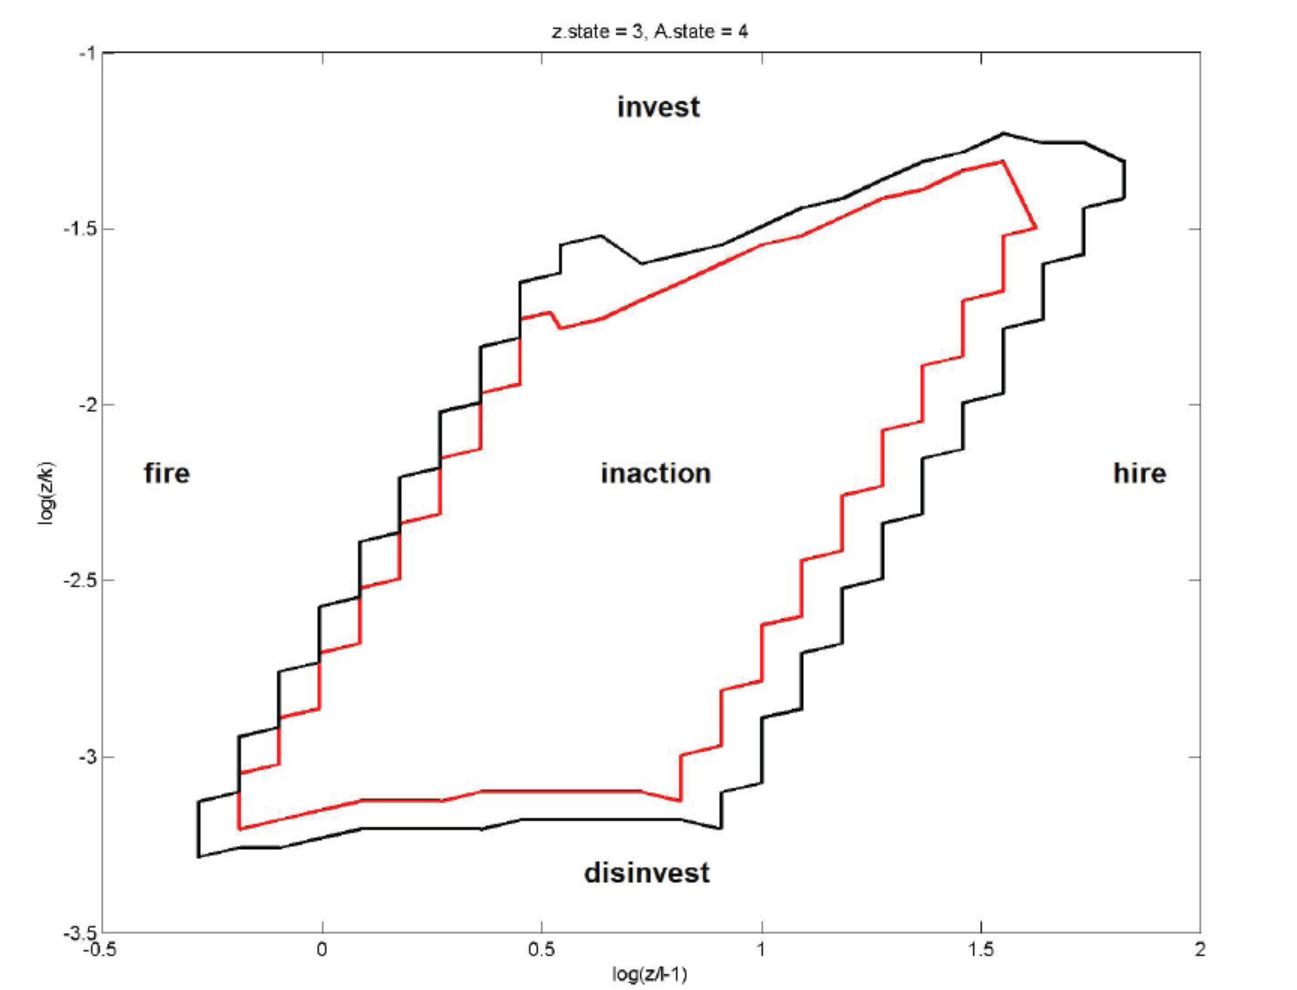 z.state = 3, A.state = 4
-1
invest
-1.5
-2
fire
inaction
hire
log(z/k)
-2.5
-3
disinvest
-3.5
-0.5
0
0.5
1
1.5
2
log(z/l-1)